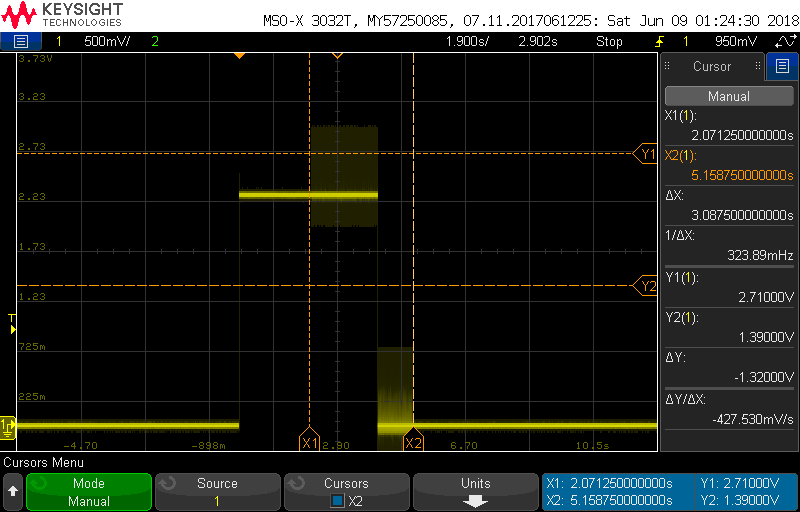 KEYSIGHT
TECHNOLOGIES
MSO-X 3032T, MY57250085, 07.11.2017061225: Sat Jun 09 01:24:30 2018
1 500mV/ 2 1.900s/ 2.902s Stop 1 950mV
3.73V
3.23
2.73
2.23
1.73
1.23
725m
225m
-4.70 -898m 2.90 6.70 10.5s
Y1
Y2
X1
X2
T
1
Cursor
Manual
X1(1):
2.071250000000s
X2(1):
5.158750000000s
ΔX:
3.087500000000s
1/ΔX:
323.89mHz
Y1(1):
2.71000V
Y2(1):
1.39000V
ΔY:
-1.32000V
ΔY/ΔX:
-427.530mV/s
Cursors Menu
Mode
Manual
Source
1
Cursors
X2
Units
X1: 2.071250000000s Y1: 2.71000V
X2: 5.158750000000s Y2: 1.39000V